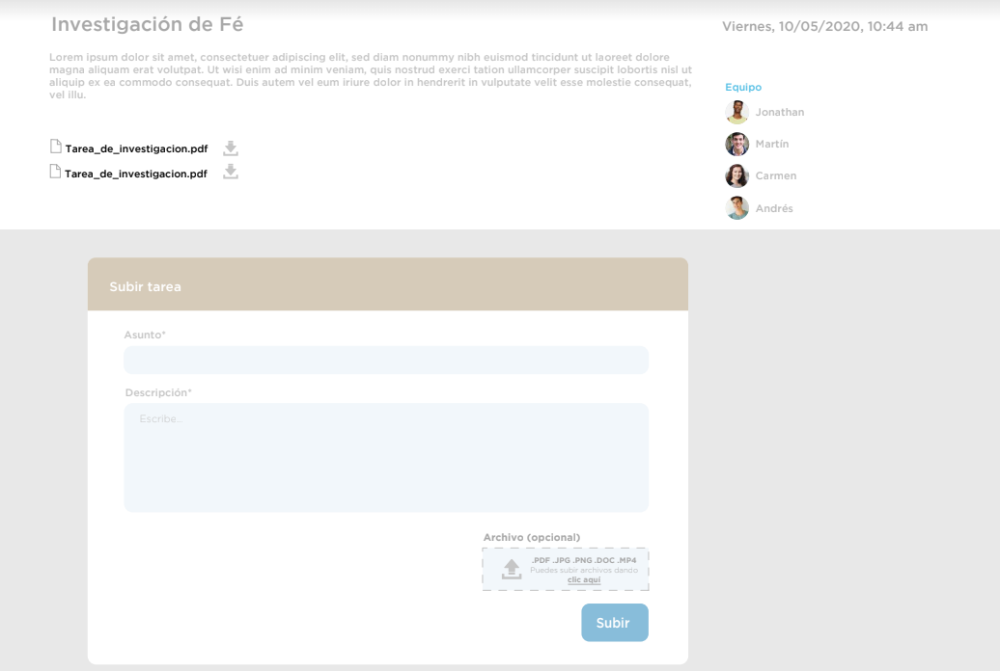 Investigación de Fé
Viernes, 10/05/2020, 10:44 am
Lorem ipsum dolor sit amet, consectetuer adipiscing elit, sed diam nonummy nibh euismod tincidunt ut laoreet dolore
magna aliquam erat volutpat. Ut wisi enim ad minim veniam, quis nostrud exerci tation ullamcorper suscipit lobortis nisl ut
aliquip ex ea commodo consequat. Duis autem vel eum iriure dolor in hendrerit in vulputate velit esse molestie consequat,
vel illu.
Tarea_de_investigacion.pdf
Tarea_de_investigacion.pdf
Equipo
Jonathan
Martín
Carmen
Andrés
Subir tarea
Asunto*
Descripción*
Escribe..
Archivo (opcional)
.PDF .JPG .PNG .DOC .MP4
Puedes subir archivos dando
clic aquí
Subir